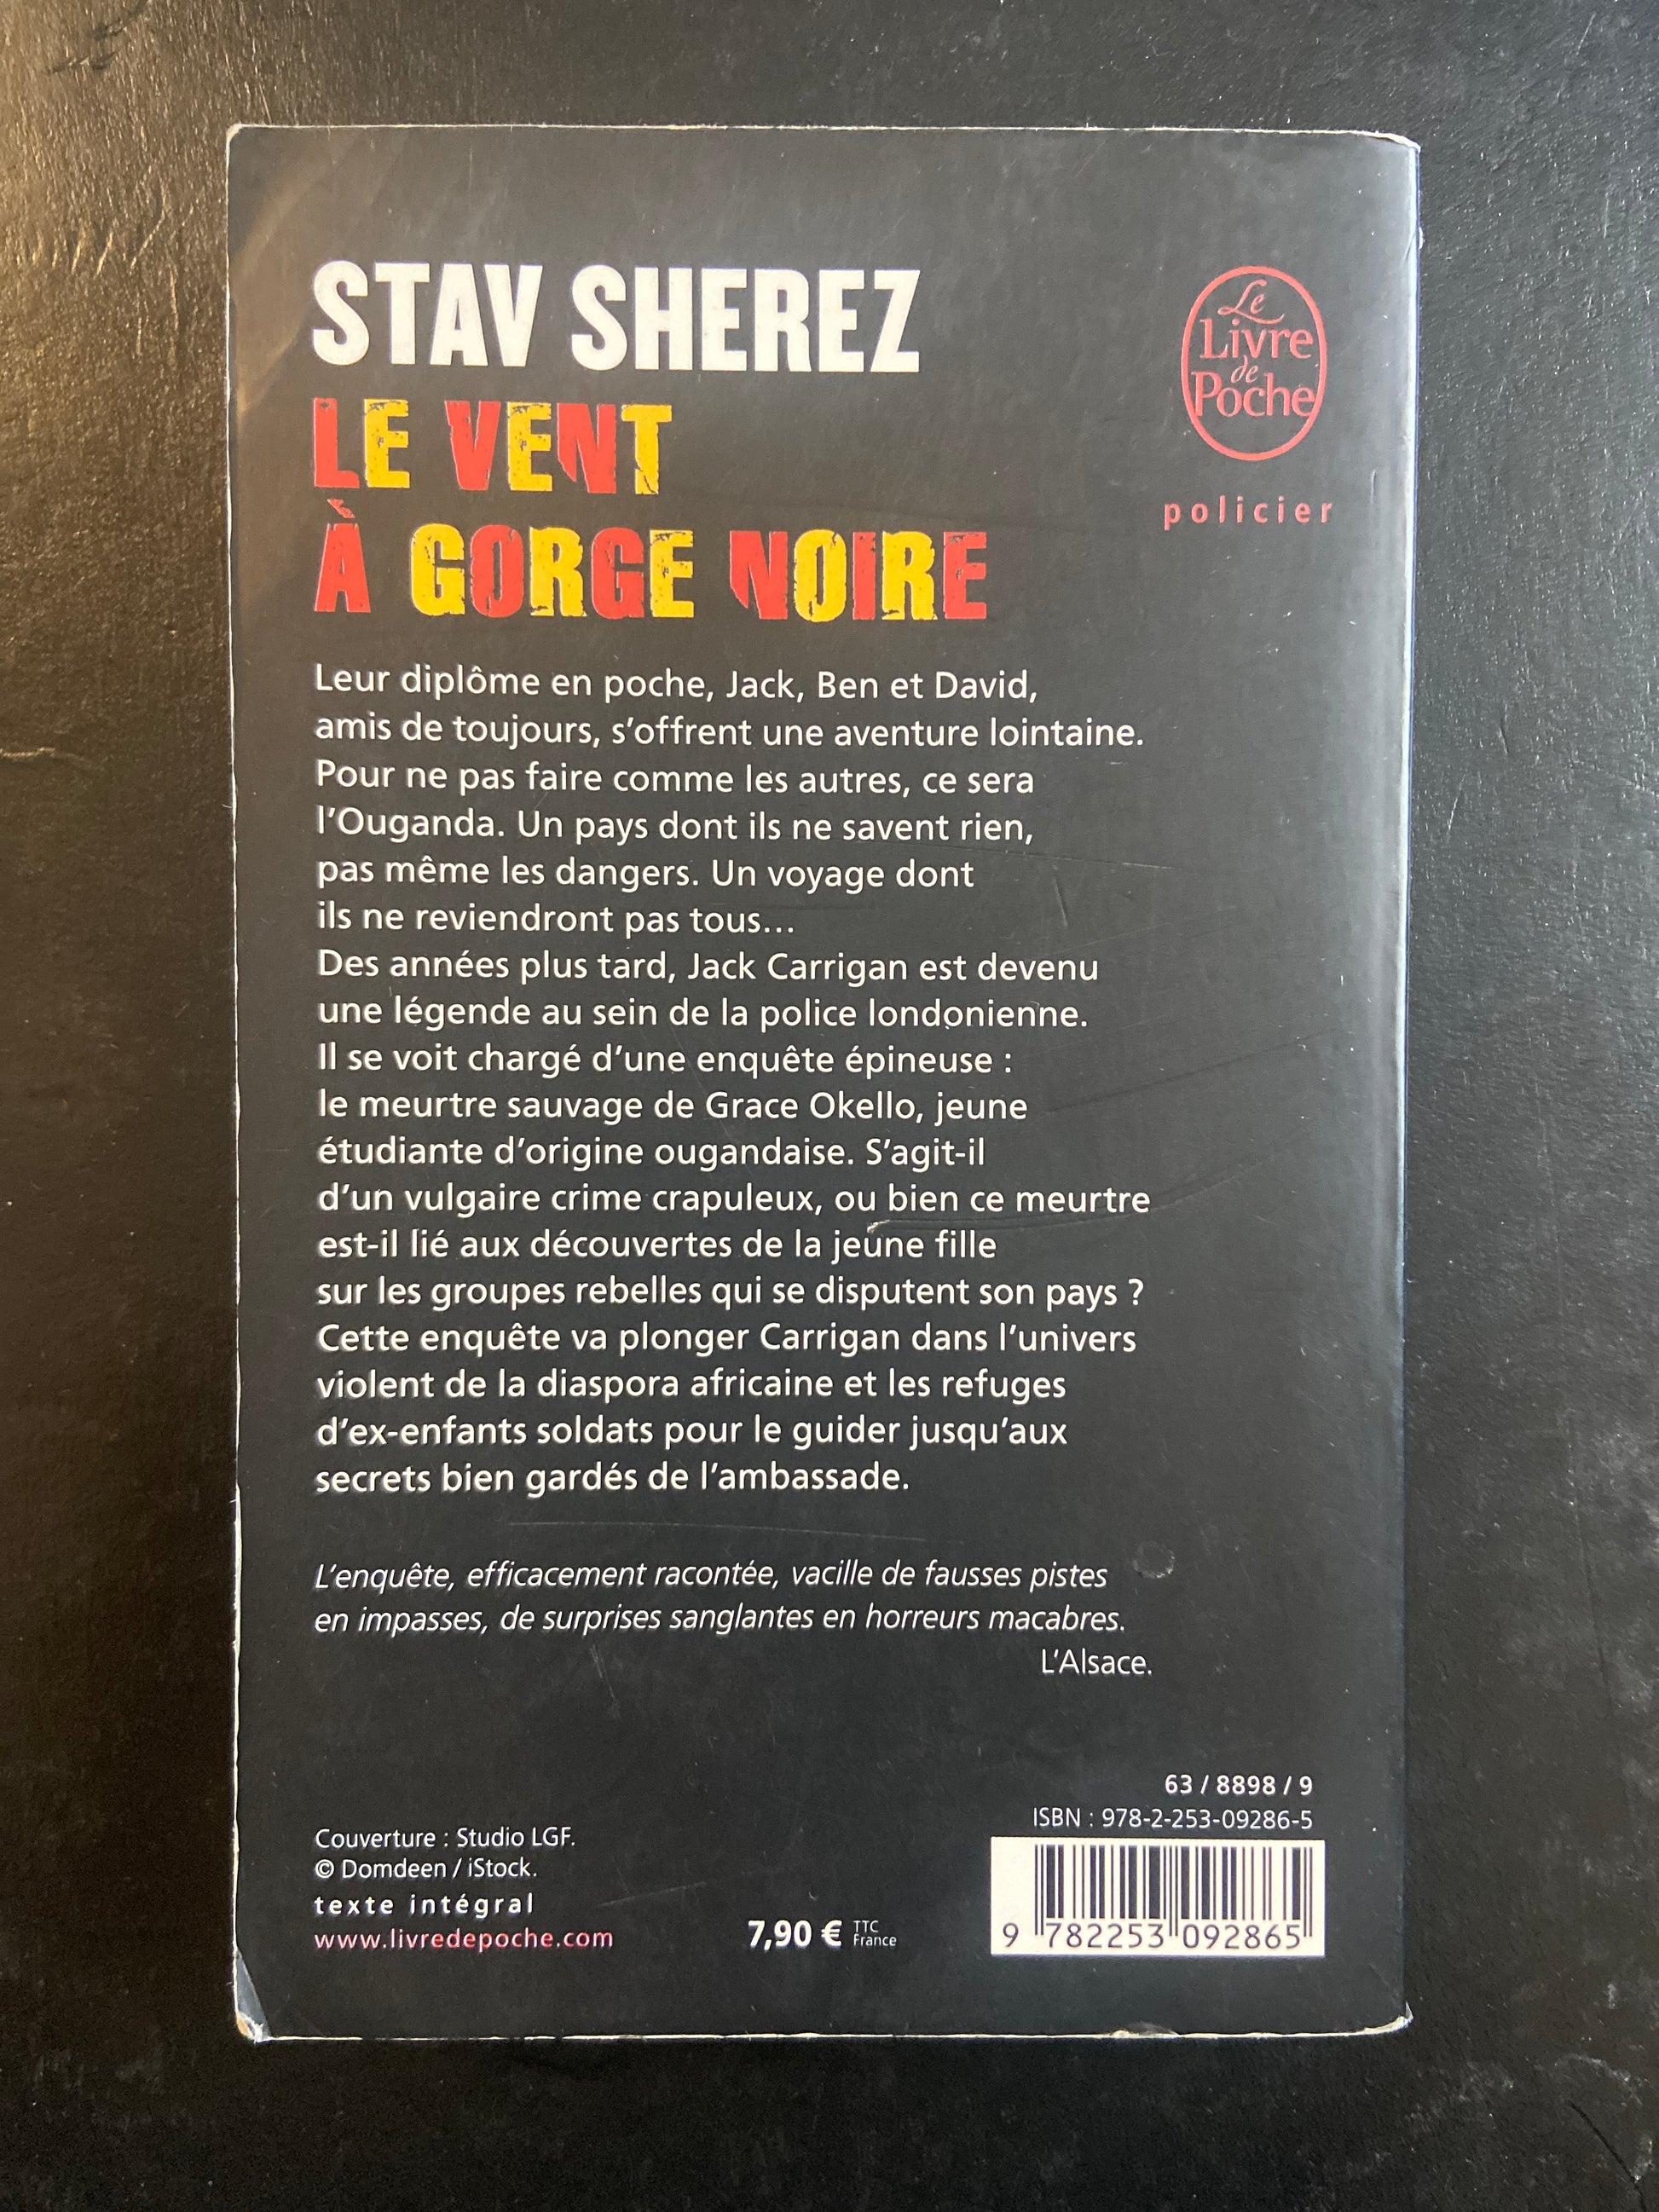 STAV SHEREZ
LE VENT
À GORGE NOIRE
Le
Livre
de
Poche
policier
Leur diplôme en poche, Jack, Ben et David,
amis de toujours, s'offrent une aventure lointaine.
Pour ne pas faire comme les autres, ce sera
l'Ouganda. Un pays dont ils ne savent rien,
pas même les dangers. Un voyage dont
ils ne reviendront pas tous…
Des années plus tard, Jack Carrigan est devenu
une légende au sein de la police londonienne.
Il se voit chargé d'une enquête épineuse :
le meurtre sauvage de Grace Okello, jeune
étudiante d'origine ougandaise. S'agit-il
d'un vulgaire crime crapuleux, ou bien ce meurtre
est-il lié aux découvertes de la jeune fille
sur les groupes rebelles qui se disputent son pays ?
Cette enquête va plonger Carrigan dans l'univers
violent de la diaspora africaine et les refuges
d'ex-enfants soldats pour le guider jusqu'aux
secrets bien gardés de l'ambassade.
L'enquête, efficacement racontée, vacille de fausses pistes
en impasses, de surprises sanglantes en horreurs macabres.
L'Alsace.
Couverture : Studio LGF.
© Domdeen / iStock.
texte intégral
www.livredepoche.com
7,90 € TTC
France
63 / 8898 / 9
ISBN : 978-2-253-09286-5
9 782253 092865